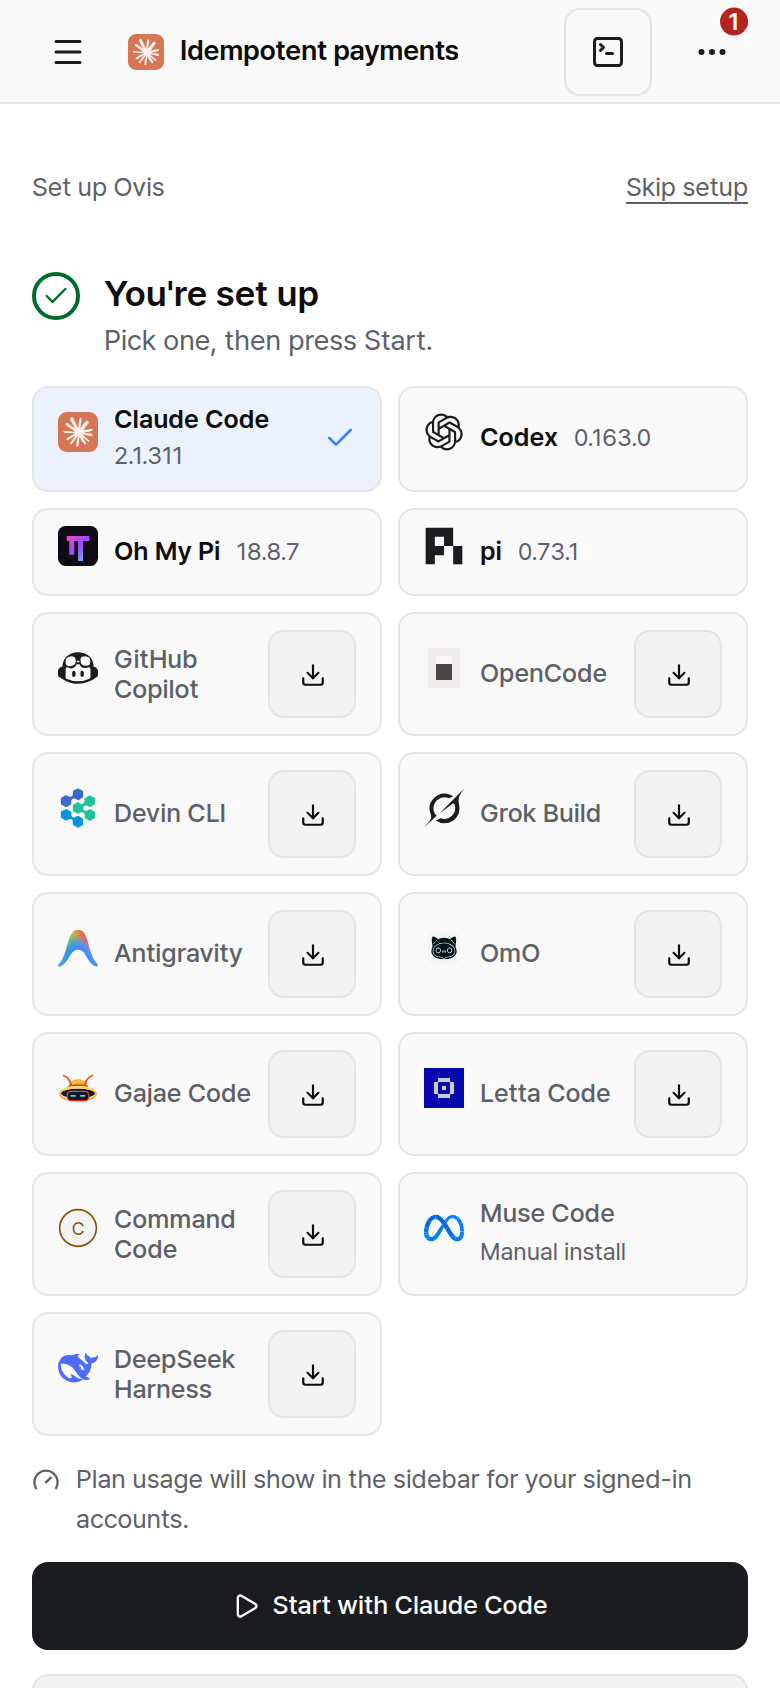 Idempotent payments
1
Set up Ovis
Skip setup
You're set up
Pick one, then press Start.
Claude Code
2.1.311
Codex 0.163.0
Oh My Pi 18.8.7
pi 0.73.1
GitHub
Copilot
OpenCode
Devin CLI
Grok Build
Antigravity
OmO
Gajae Code
Letta Code
C
Command
Code
Muse Code
Manual install
DeepSeek
Harness
Plan usage will show in the sidebar for your signed-in
accounts.
Start with Claude Code